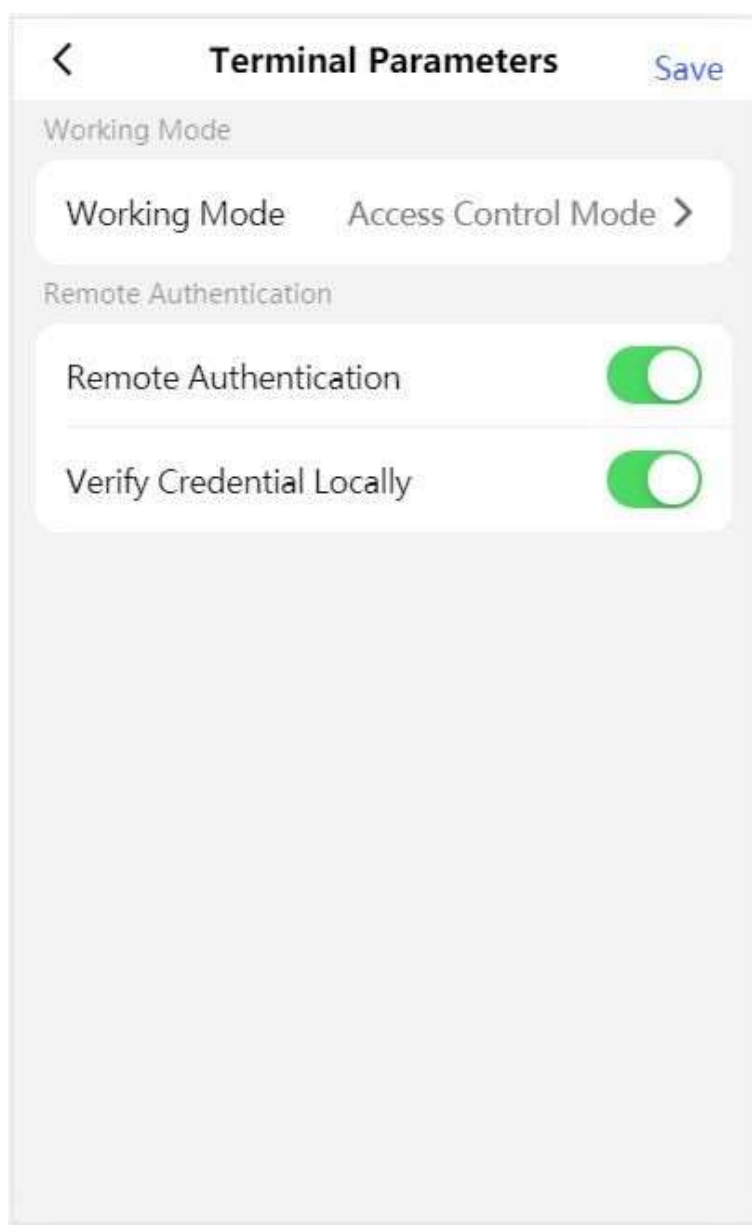 Terminal Parameters
Save
Working Mode
Working Mode Access Control Mode
Remote Authentication
Remote Authentication
Verify Credential Locally